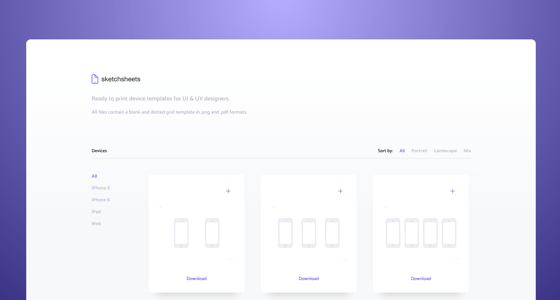 sketchsheets
Ready to print device templates for UI & UX designers.
All files contain a blank and dotted grid template in .png and .pdf formats.
Devices
Sort by: All Portrait Landscape Mix
All
iPhone X
iPhone 8
iPad
Web
Download
Download
Download